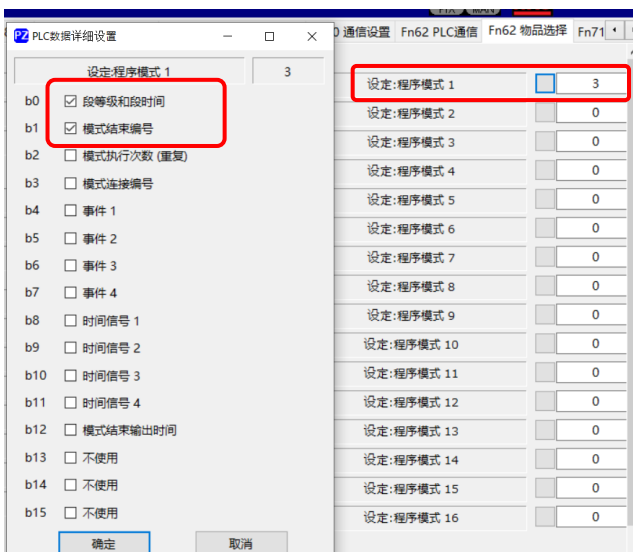 PZ PLC数据详细设置
通信设置 Fn62 PLC通信 Fn62 物品选择 Fn71
设定:程序模式 1 3
b0 段等级和段时间
b1 模式结束编号
b2 模式执行次数 (重复)
b3 模式连接编号
b4 事件 1
b5 事件 2
b6 事件 3
b7 事件 4
b8 时间信号 1
b9 时间信号 2
b10 时间信号 3
b11 时间信号 4
b12 模式结束输出时间
b13 不使用
b14 不使用
b15 不使用
确定 取消
设定:程序模式 1 3
设定:程序模式 2 0
设定:程序模式 3 0
设定:程序模式 4 0
设定:程序模式 5 0
设定:程序模式 6 0
设定:程序模式 7 0
设定:程序模式 8 0
设定:程序模式 9 0
设定:程序模式 10 0
设定:程序模式 11 0
设定:程序模式 12 0
设定:程序模式 13 0
设定:程序模式 14 0
设定:程序模式 15 0
设定:程序模式 16 0